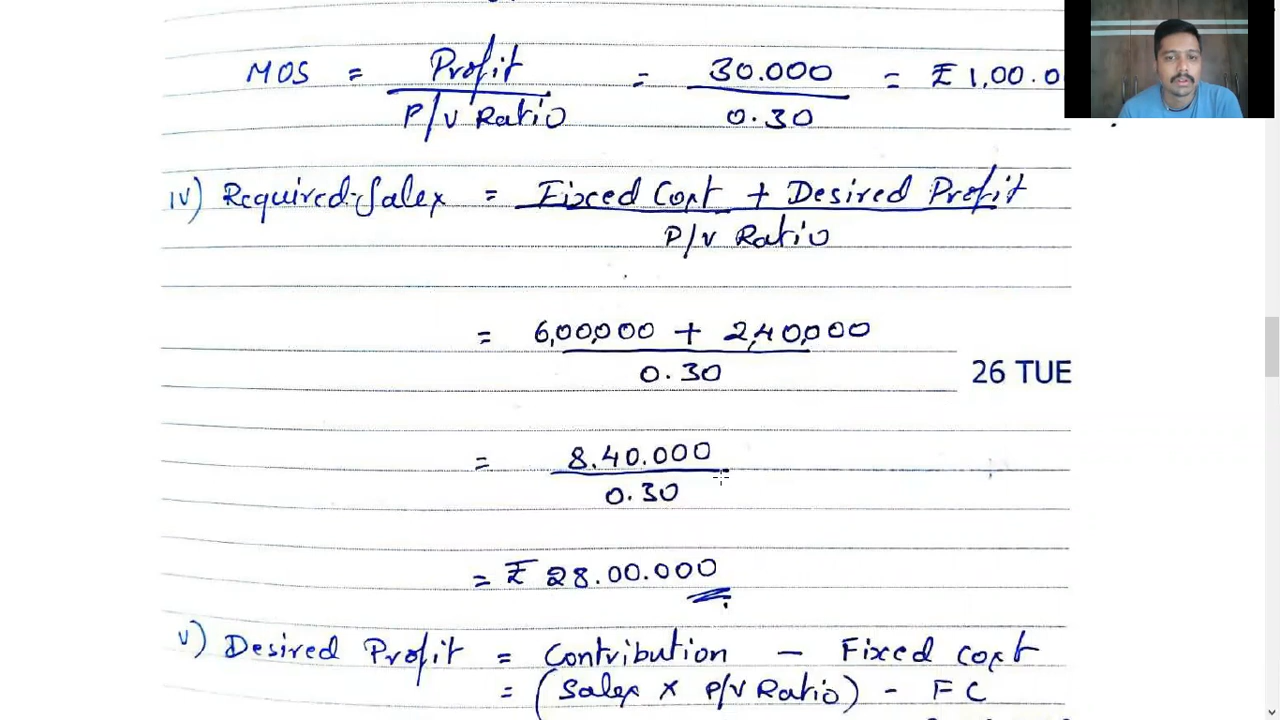 MOS = Profit / P/V Ratio = 30.000 / 0.30 = ₹ 1,00.0
iv) Required Sales = Fixed Cost + Desired Profit
P/V Ratio
= 6,00,000 + 2,40,000
0.30
26 TUE
= 8.40.000
0.30
= ₹ 28.00.000
v) Desired Profit = Contribution - Fixed cost
= (Sales x P/V Ratio) - FC